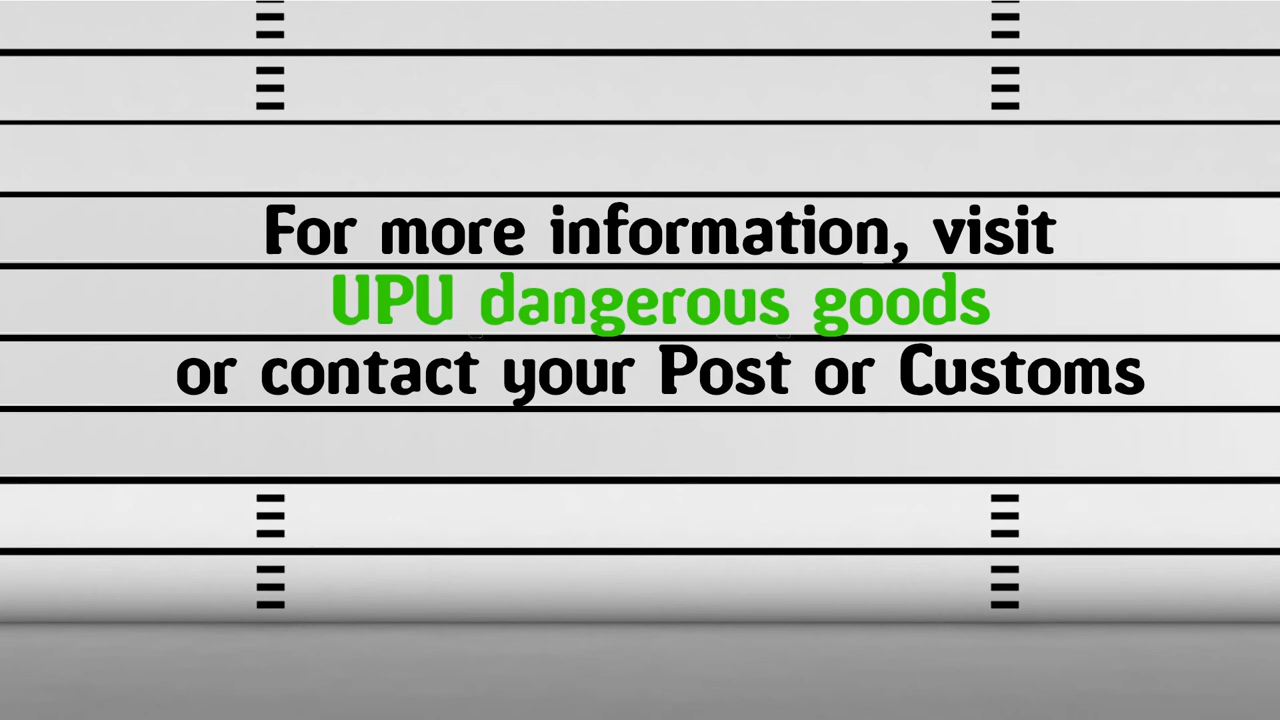 For more information, visit
UPU dangerous goods
or contact your Post or Customs